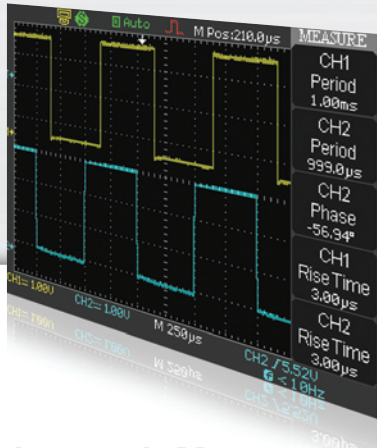 Auto M Pos:210.0µs MEASURE
CH1
Period
1.00ms
CH2
Period
999.0µs
CH2
Phase
-56.94°
CH1
Rise Time
3.00µs
CH2
Rise Time
3.00µs
CH1= 1.00V CH2= 1.00V M 250µs CH2 / 5.52V
< 10Hz